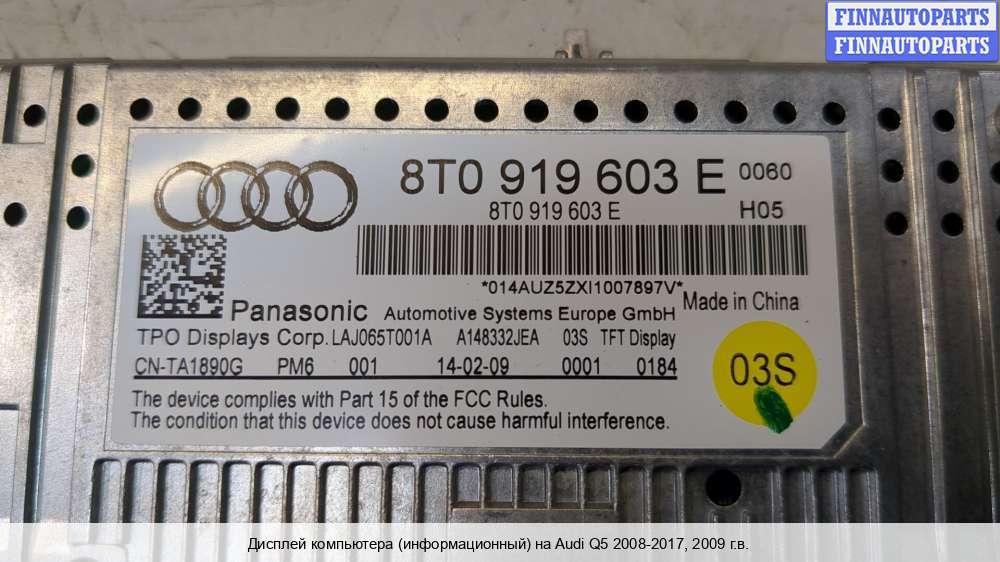 FINNAUTOPARTS
FINNAUTOPARTS
8T0 919 603 E 0060
8T0 919 603 E H05
*014AUZ5ZXI1007897V*
Panasonic Automotive Systems Europe GmbH Made in China
TPO Displays Corp. LAJ065T001A A148332JEA 03S TFT Display
CN-TA1890G PM6 001 14-02-09 0001 0184
03S
The device complies with Part 15 of the FCC Rules.
The condition that this device does not cause harmful interference.
Дисплей компьютера (информационный) на Audi Q5 2008-2017, 2009 г.в.